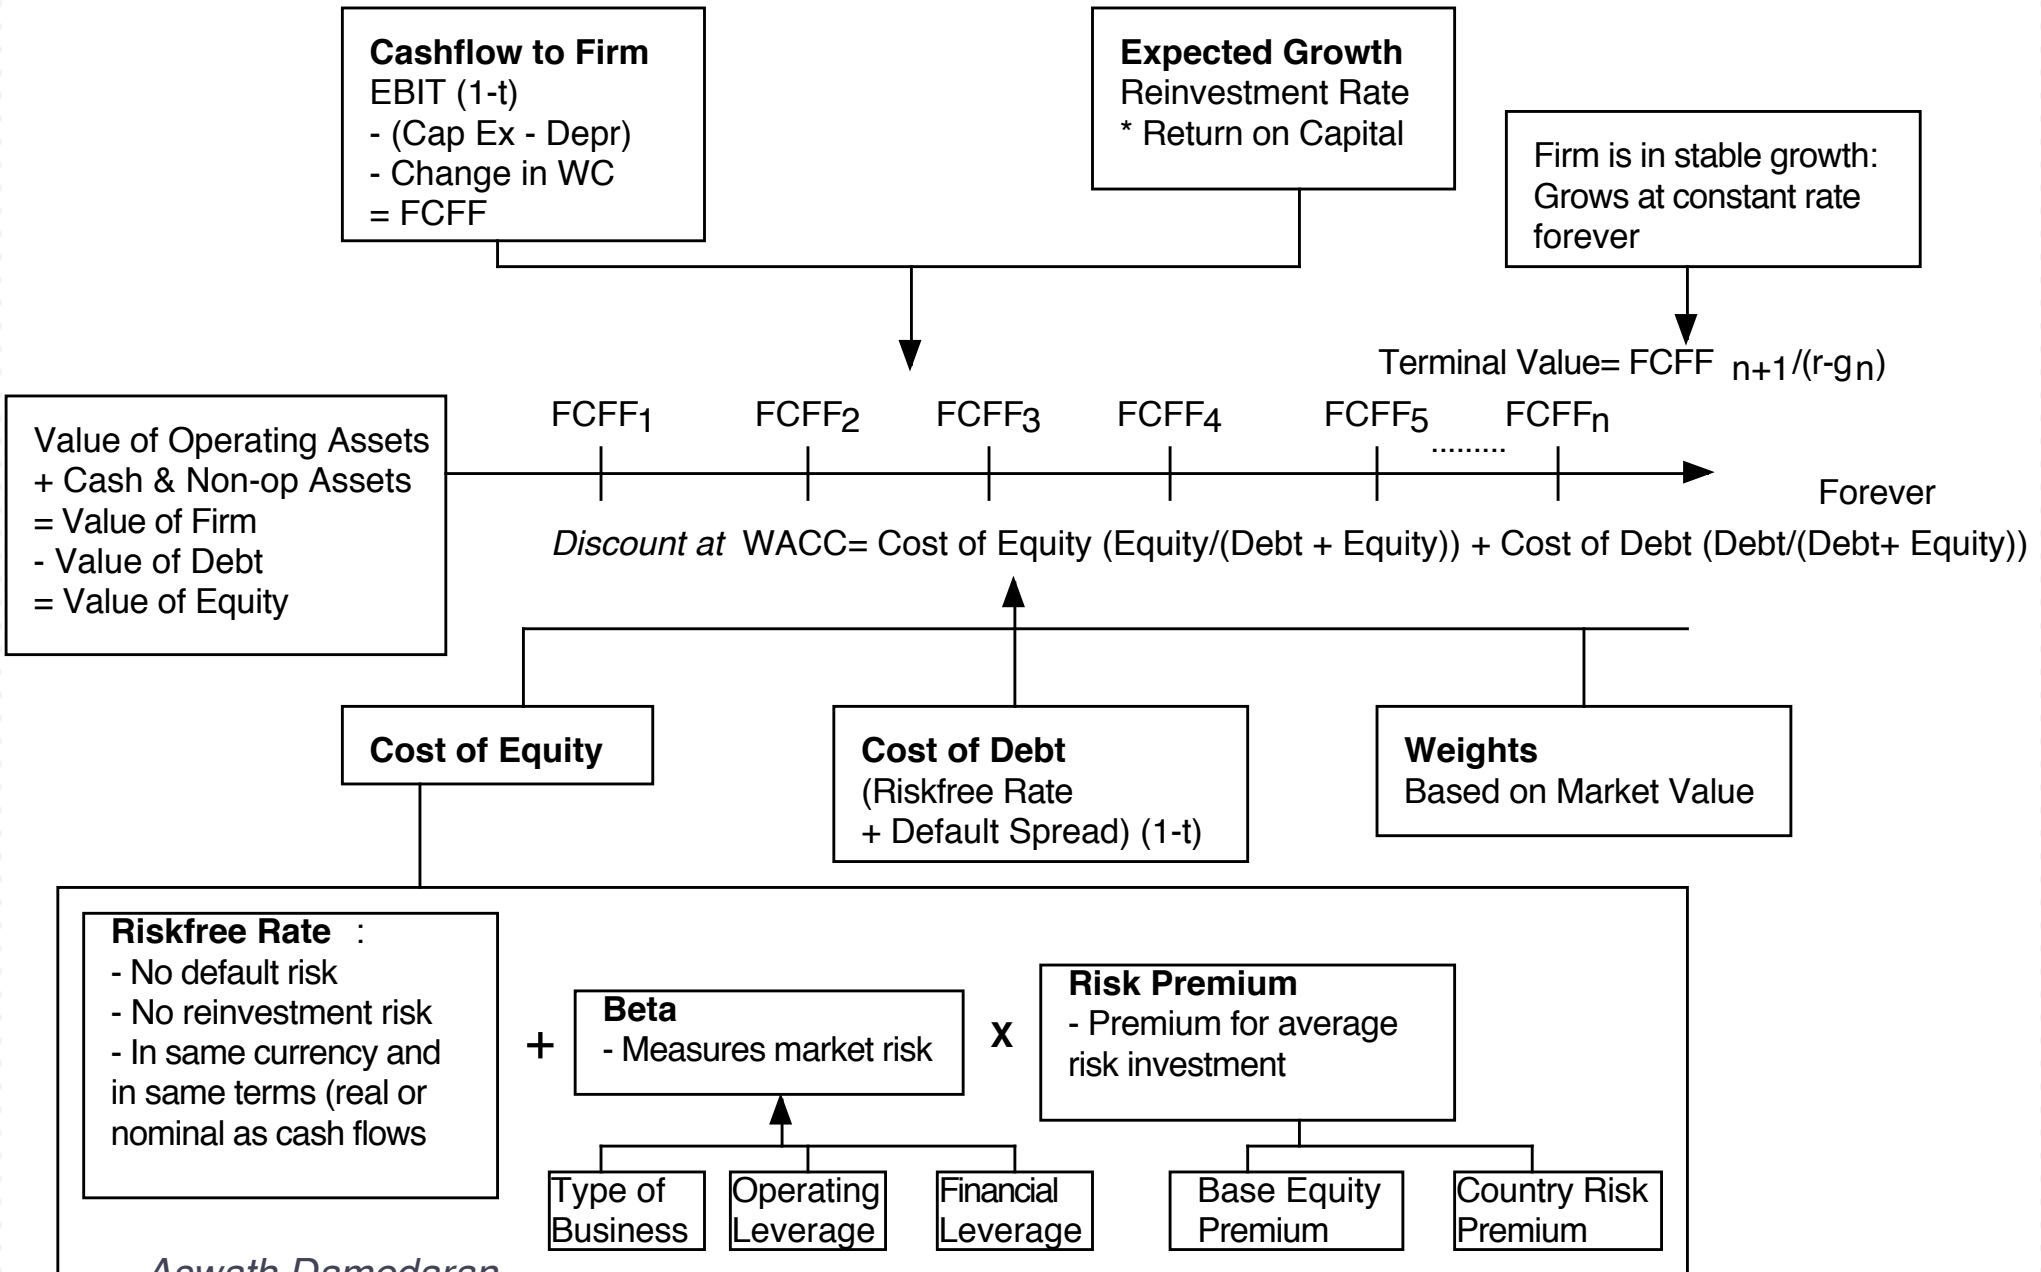 Cashflow to Firm
EBIT (1-t)
- (Cap Ex - Depr)
- Change in WC
= FCFF
Expected Growth
Reinvestment Rate
* Return on Capital
Firm is in stable growth:
Grows at constant rate
forever
Terminal Value= FCFF n+1/(r-gn)
FCFF1 FCFF2 FCFF3 FCFF4 FCFF5 ......... FCFFn
Forever
Value of Operating Assets
+ Cash & Non-op Assets
= Value of Firm
- Value of Debt
= Value of Equity
Discount at WACC= Cost of Equity (Equity/(Debt + Equity)) + Cost of Debt (Debt/(Debt+ Equity))
Cost of Equity
Cost of Debt
(Riskfree Rate
+ Default Spread) (1-t)
Weights
Based on Market Value
Riskfree Rate :
- No default risk
- No reinvestment risk
- In same currency and
in same terms (real or
nominal as cash flows
+
Beta
- Measures market risk
X
Risk Premium
- Premium for average
risk investment
Type of
Business
Operating
Leverage
Financial
Leverage
Base Equity
Premium
Country Risk
Premium
Aswath Damodaran